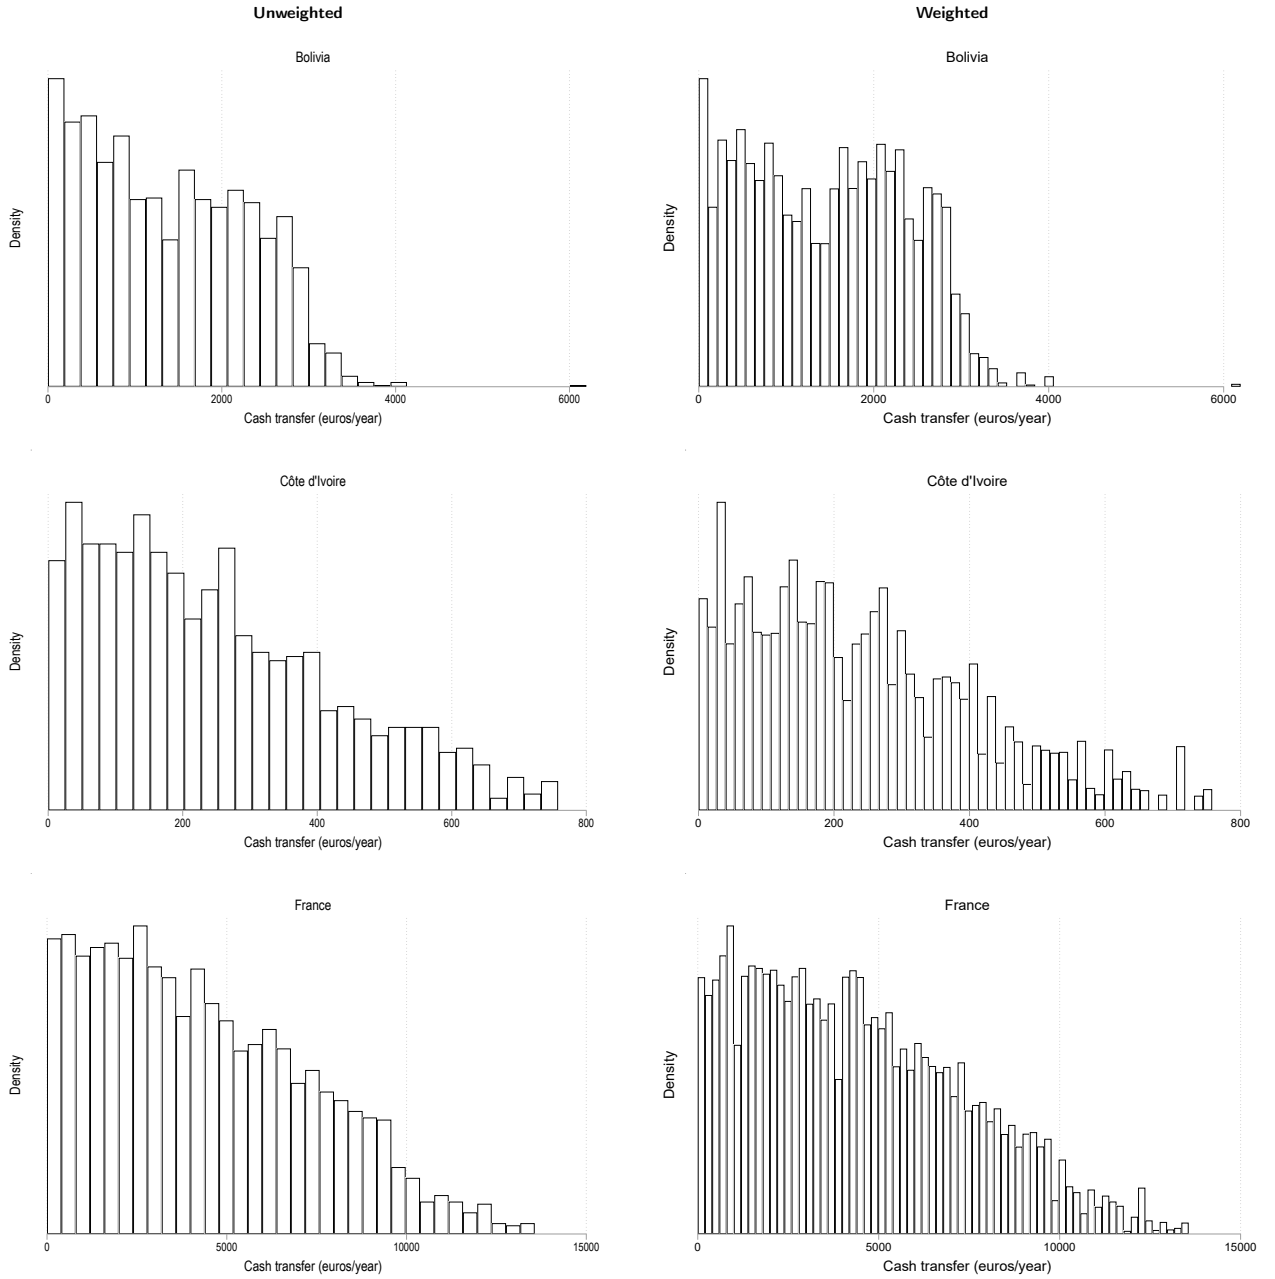 Unweighted
Weighted
Bolivia
Bolivia
Density
Density
0 2000 4000 6000
0 2000 4000 6000
Cash transfer (euros/year)
Cash transfer (euros/year)
Côte d'Ivoire
Côte d'Ivoire
Density
Density
0 200 400 600 800
0 200 400 600 800
Cash transfer (euros/year)
Cash transfer (euros/year)
France
France
Density
Density
0 5000 10000 15000
0 5000 10000 15000
Cash transfer (euros/year)
Cash transfer (euros/year)